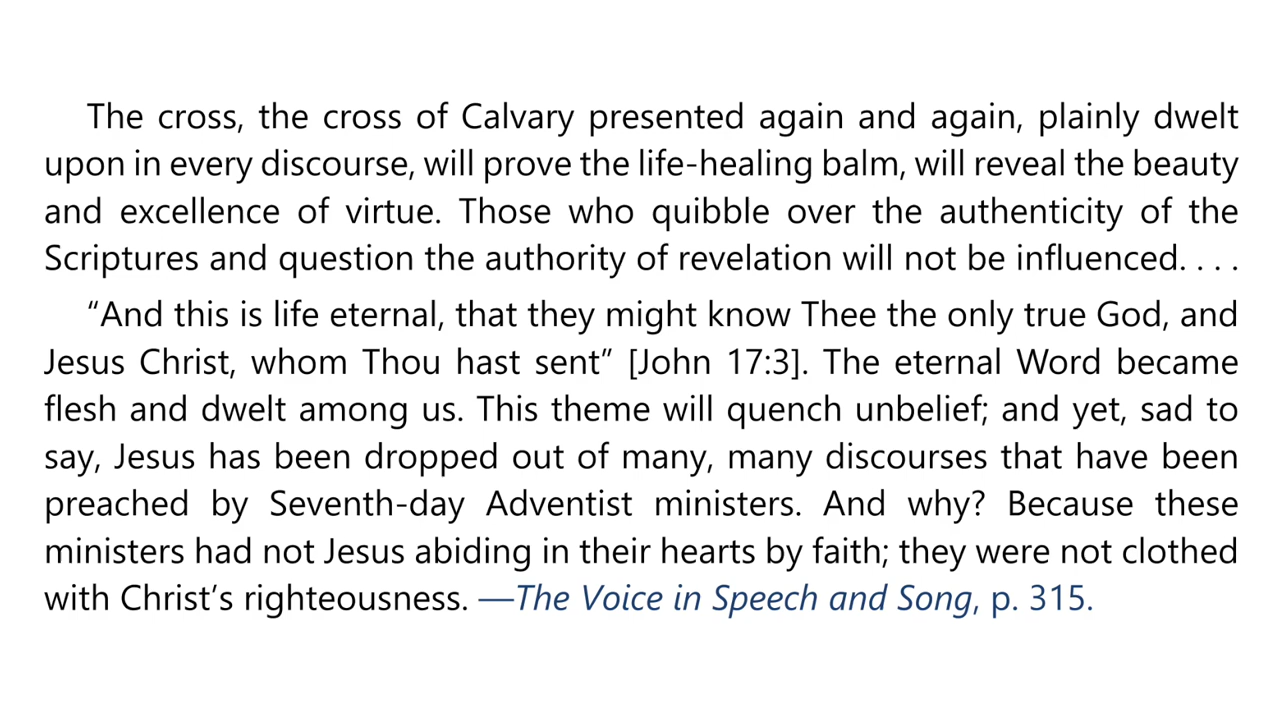 The cross, the cross of Calvary presented again and again, plainly dwelt
upon in every discourse, will prove the life-healing balm, will reveal the beauty
and excellence of virtue. Those who quibble over the authenticity of the
Scriptures and question the authority of revelation will not be influenced. . . .
“And this is life eternal, that they might know Thee the only true God, and
Jesus Christ, whom Thou hast sent” [John 17:3]. The eternal Word became
flesh and dwelt among us. This theme will quench unbelief; and yet, sad to
say, Jesus has been dropped out of many, many discourses that have been
preached by Seventh-day Adventist ministers. And why? Because these
ministers had not Jesus abiding in their hearts by faith; they were not clothed
with Christ’s righteousness. —The Voice in Speech and Song, p. 315.